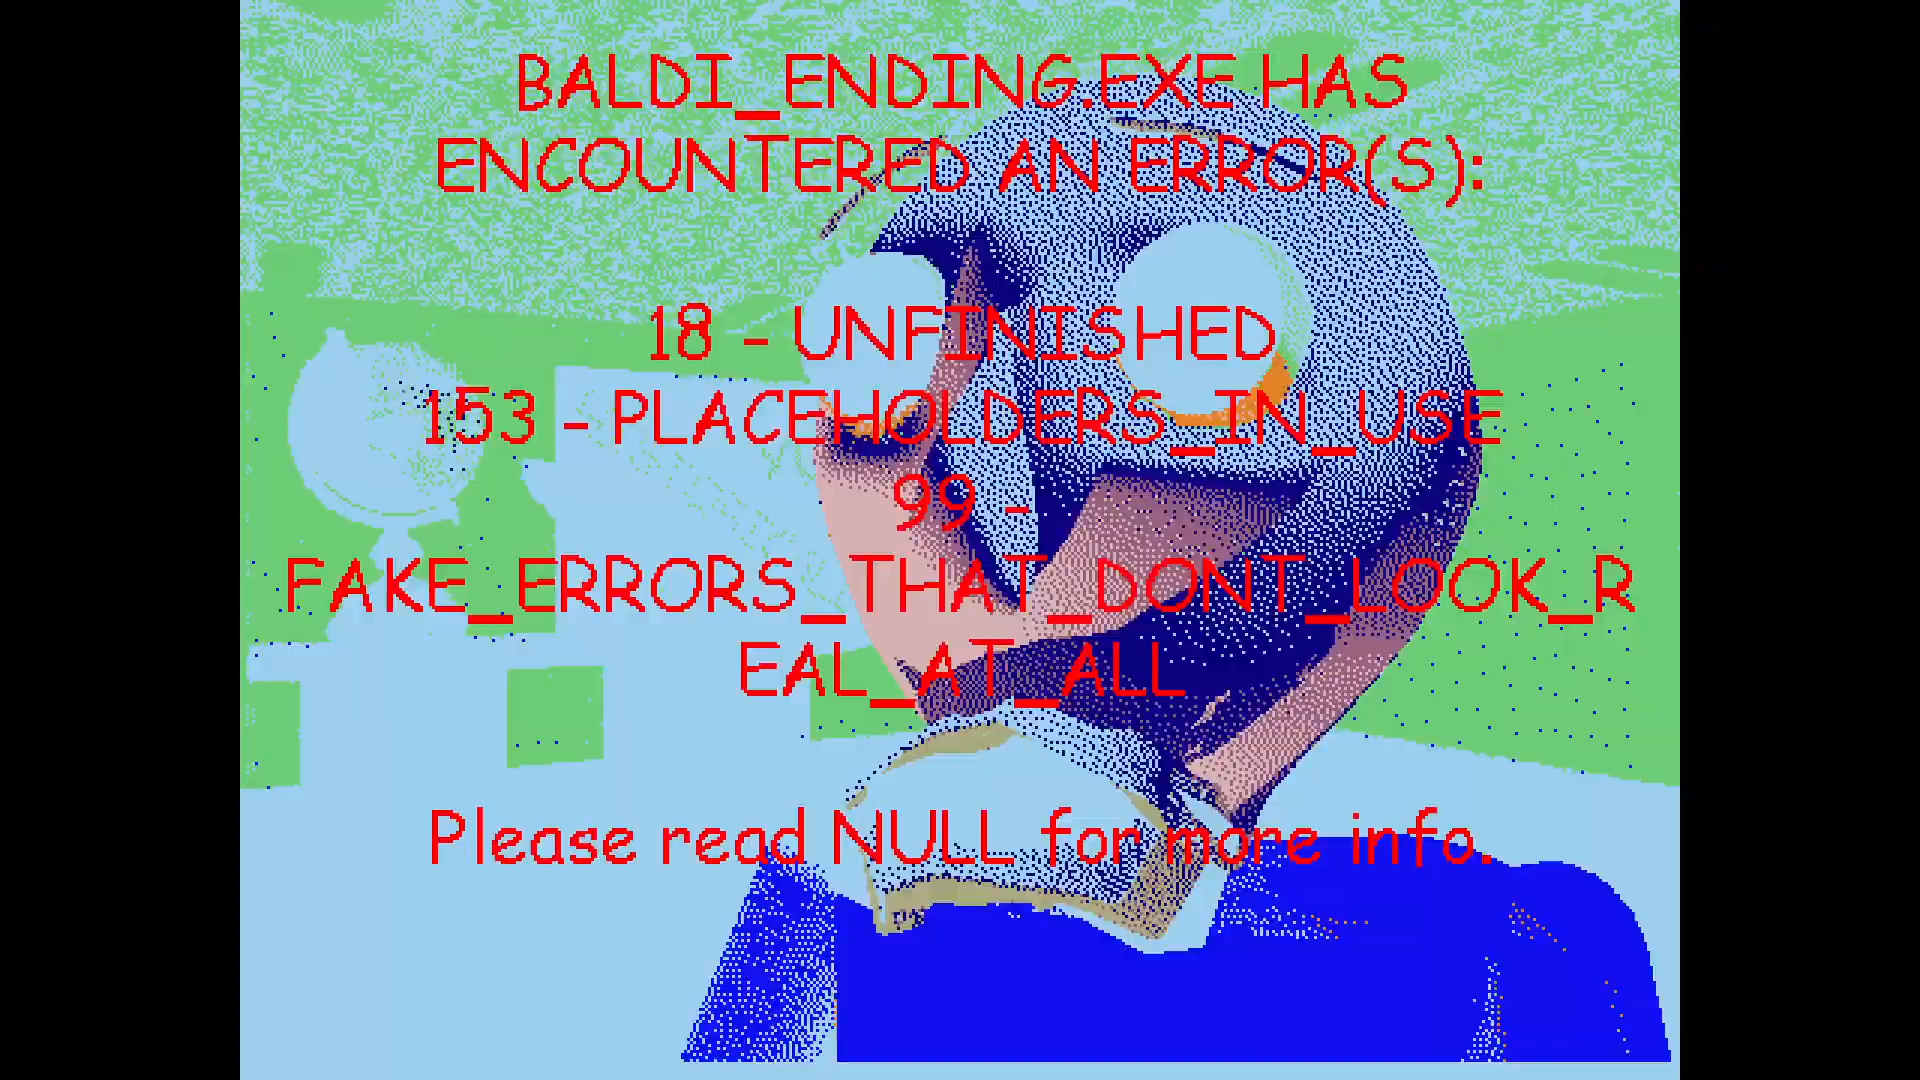 BALDI_ENDING.EXE HAS
ENCOUNTERED AN ERROR(S):
18 - UNFINISHED
153 - PLACEHOLDERS_IN_USE
99 -
FAKE_ERRORS_THAT_DONT_LOOK_R
EAL_AT_ALL
Please read NULL for more info.